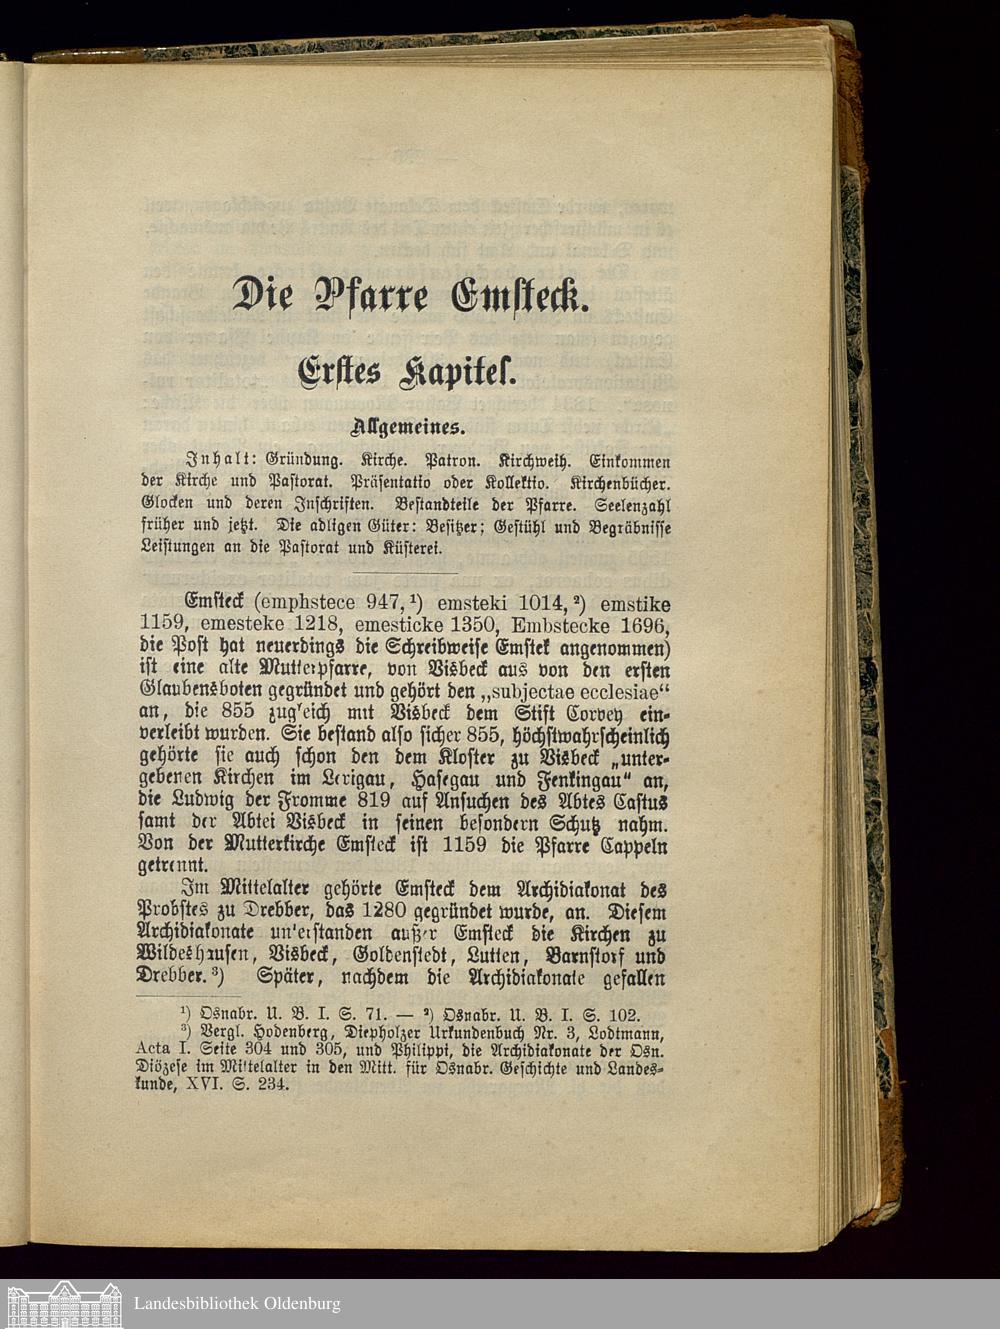 Die Pfarre Emsteck.
Erstes Kapitel.
Allgemeines.
Inhalt: Gründung. Kirche. Patron. Kirchweih. Einkommen
der Kirche und Pastorat. Präsentatio oder Kollektio. Kirchenbücher.
Glocken und deren Inschriften. Bestandteile der Pfarre. Seelenzahl
früher und jetzt. Die adligen Güter: Besitzer; Gestühl und Begräbnisse
Leistungen an die Pastorat und Küsterei.
Emsteck (emphstece 947,¹) emsteki 1014,²) emstike
1159, emesteke 1218, emesticke 1350, Embstecke 1696,
die Post hat neuerdings die Schreibweise Emstek angenommen)
ist eine alte Mutterpfarre, von Visbeck aus von den ersten
Glaubensboten gegründet und gehört den „subjectae ecclesiae“
an, die 855 zugleich mit Visbeck dem Stift Corvey ein-
verleibt wurden. Sie bestand also sicher 855, höchstwahrscheinlich
gehörte sie auch schon den dem Kloster zu Visbeck „unter-
gebenen Kirchen im Lerigau, Hasegau und Fenkingau“ an,
die Ludwig der Fromme 819 auf Ansuchen des Abtes Castus
samt der Abtei Visbeck in seinen besondern Schutz nahm.
Von der Mutterkirche Emsteck ist 1159 die Pfarre Cappeln
getrennt.
Im Mittelalter gehörte Emsteck dem Archidiakonat des
Probstes zu Drebber, das 1280 gegründet wurde, an. Diesem
Archidiakonate unterstanden außer Emsteck die Kirchen zu
Wildeshausen, Visbeck, Goldenstedt, Lutten, Barnstorf und
Drebber.³) Später, nachdem die Archidiakonate gefallen
¹) Osnabr. U. B. I. S. 71. — ²) Osnabr. U. B. I. S. 102.
³) Vergl. Hodenberg, Diepholzer Urkundenbuch Nr. 3, Lodtmann,
Acta I. Seite 304 und 305, und Philippi, die Archidiakonate der Osn.
Diözese im Mittelalter in den Mitt. für Osnabr. Geschichte und Landes-
kunde, XVI. S. 234.
Landesbibliothek Oldenburg